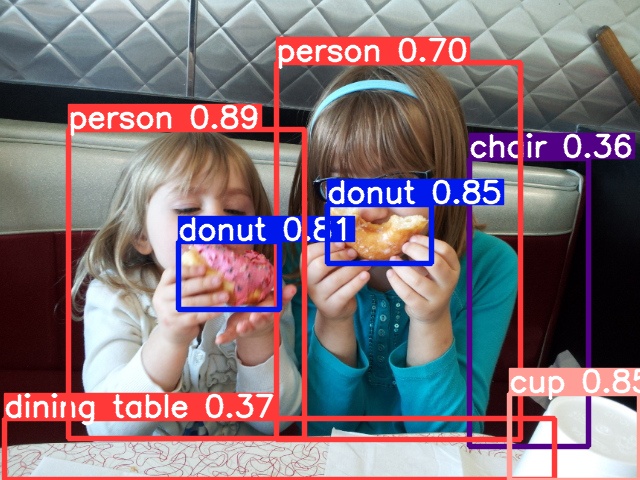 person 0.70
person 0.89
chair 0.36
donut 0.85
donut 0.81
cup 0.85
dining table 0.37